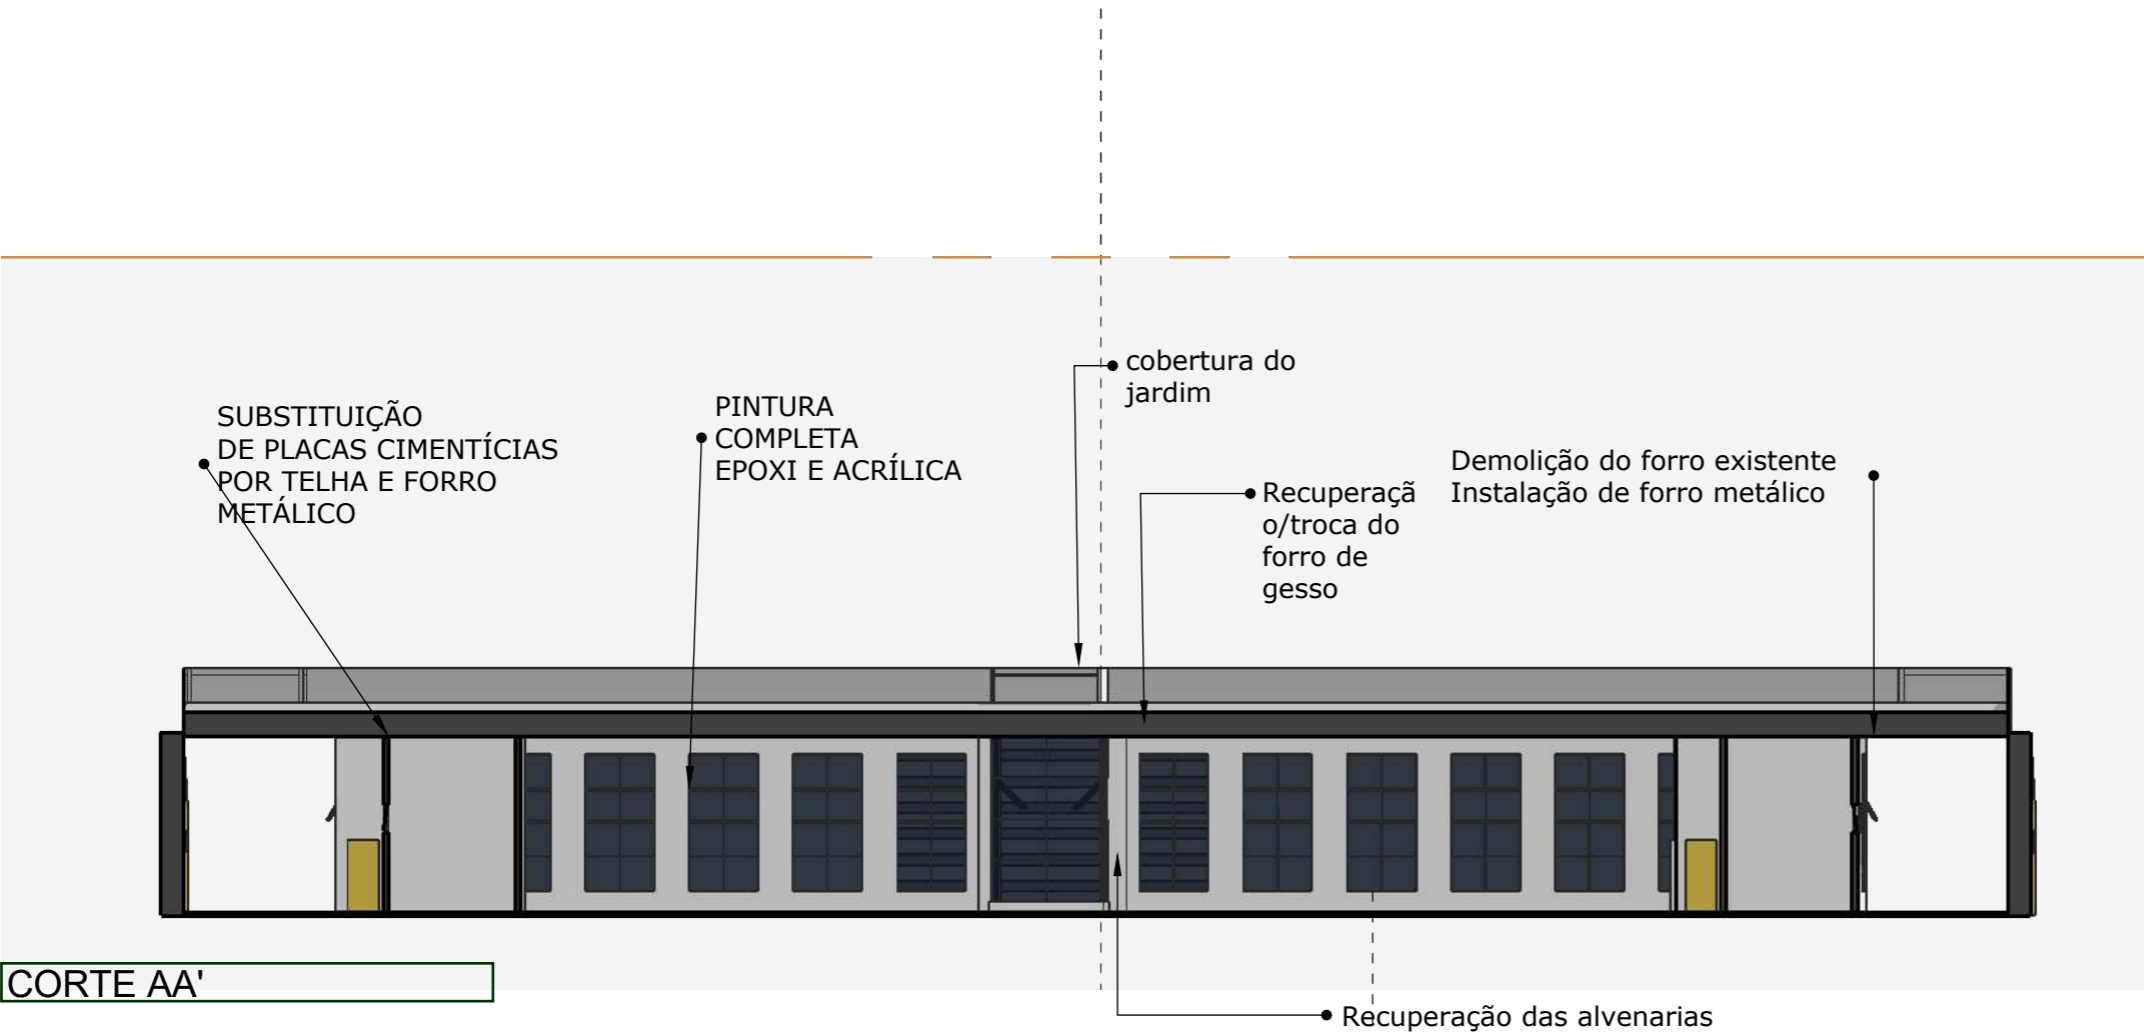 cobertura do
jardim
SUBSTITUIÇÃO
DE PLACAS CIMENTÍCIAS
POR TELHA E FORRO
METÁLICO
PINTURA
COMPLETA
EPOXI E ACRÍLICA
Recuperaçã
o/troca do
forro de
gesso
Demolição do forro existente
Instalação de forro metálico
CORTE AA'
Recuperação das alvenarias